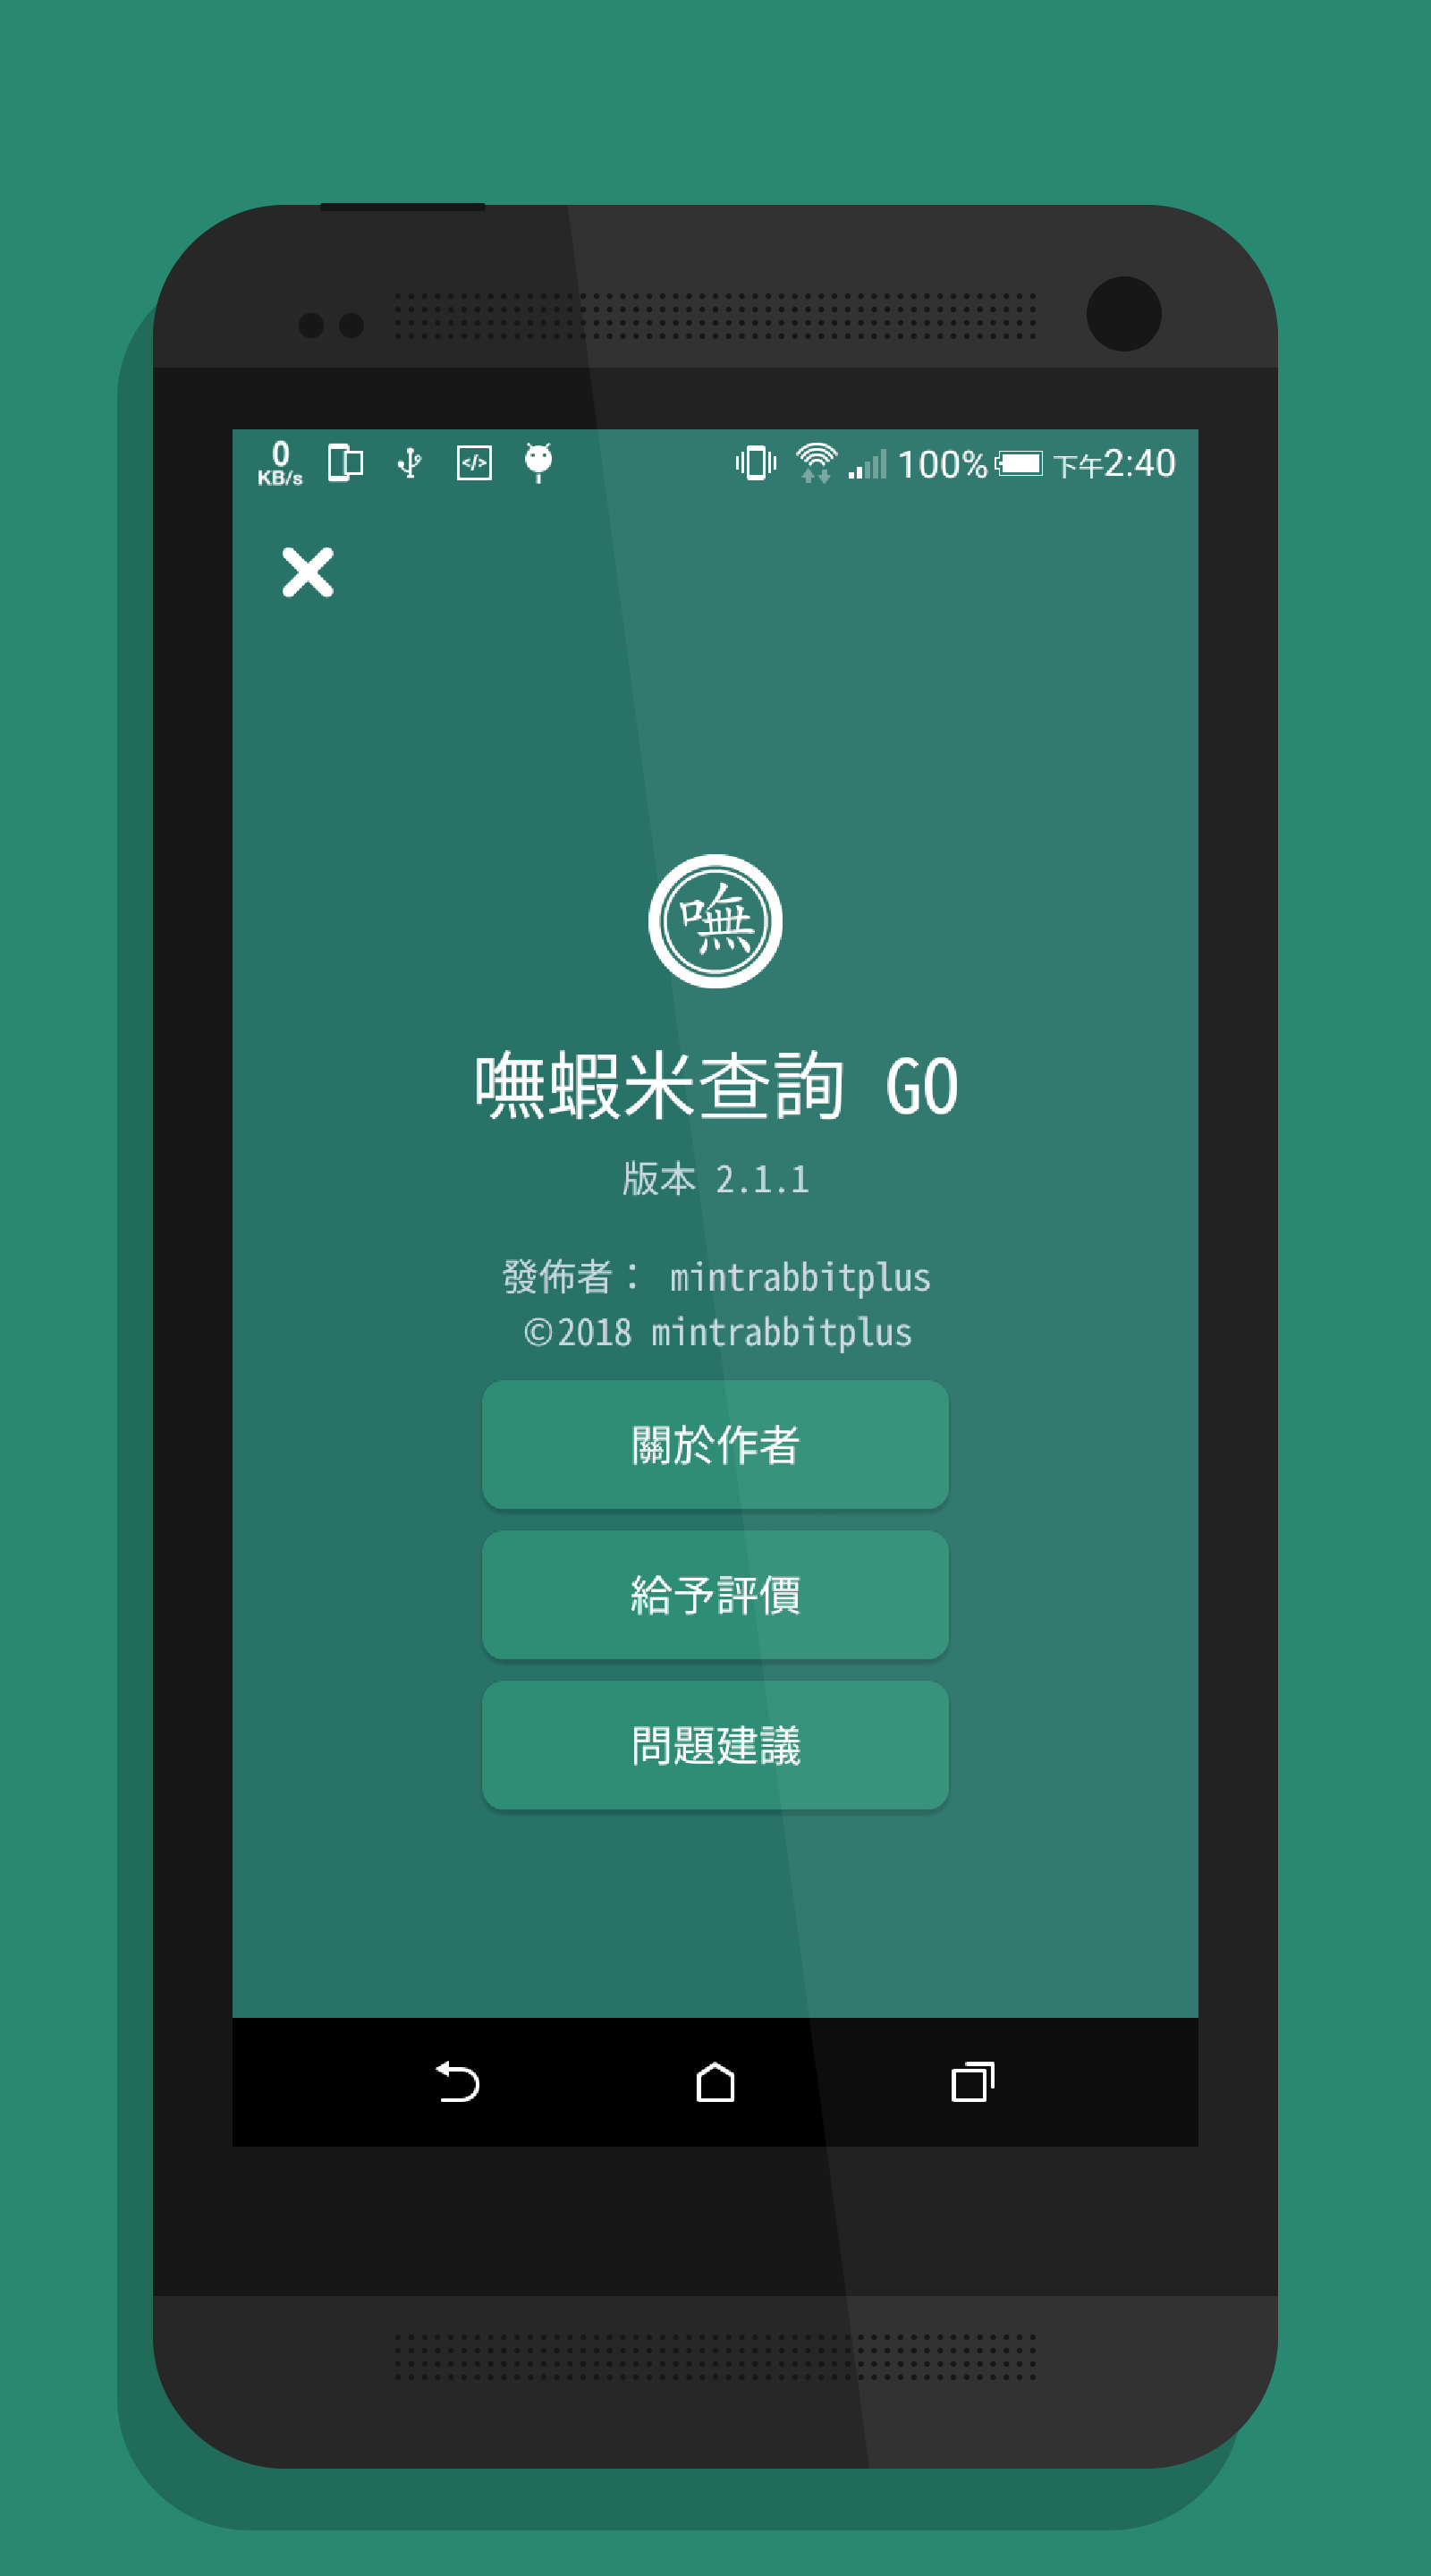 0
KB/s
</>
100%
下午2:40
嘸
嘸蝦米查詢 GO
版本 2.1.1
發佈者： mintrabbitplus
©2018 mintrabbitplus
關於作者
給予評價
問題建議